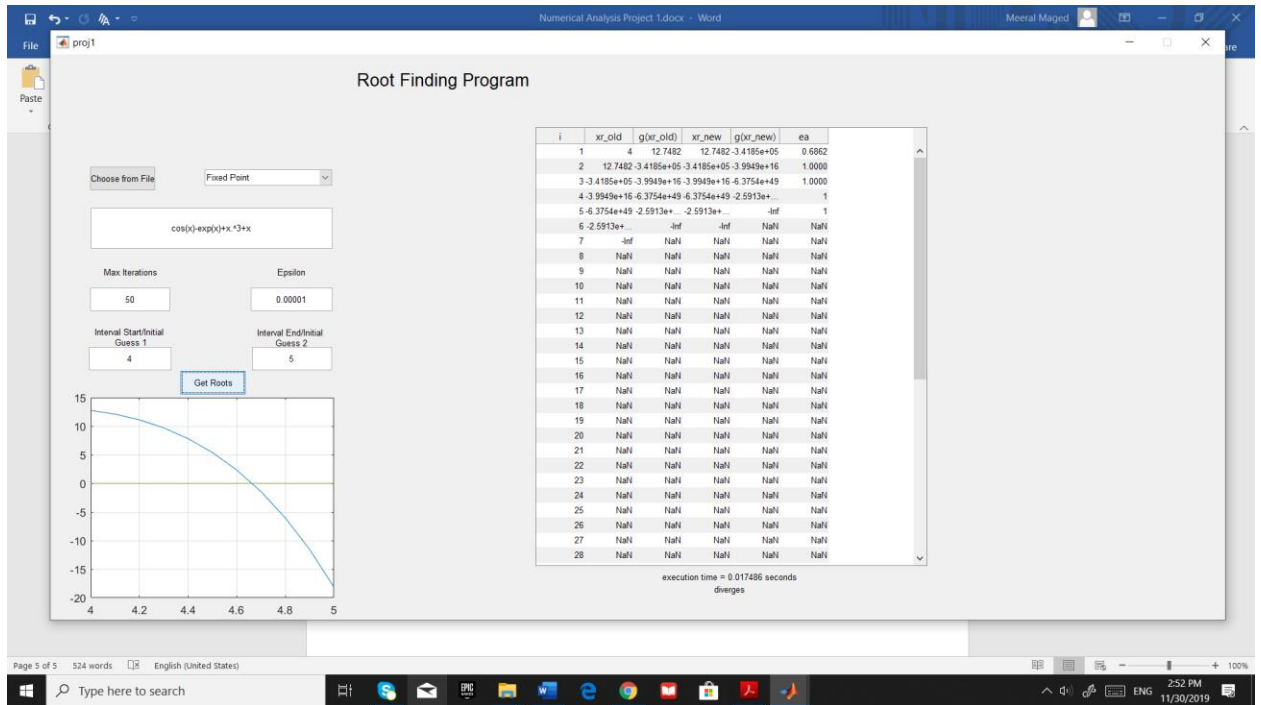 Numerical Analysis Project 1.docx - Word
Meeral Maged
File
Paste
proj1
Root Finding Program
Choose from File
Fixed Point
cos(x)-exp(x)+x.^3+x
Max Iterations
Epsilon
50
0.00001
Interval Start/Initial
Guess 1
Interval End/Initial
Guess 2
4
5
Get Roots
15
10
5
0
-5
-10
-15
-20
4 4.2 4.4 4.6 4.8 5
i xr_old g(xr_old) xr_new g(xr_new) ea
1 4 12.7482 12.7482 -3.4185e+05 0.6862
2 12.7482 -3.4185e+05 -3.4185e+05 -3.9949e+16 1.0000
3 -3.4185e+05 -3.9949e+16 -3.9949e+16 -6.3754e+49 1.0000
4 -3.9949e+16 -6.3754e+49 -6.3754e+49 -2.5913e+... 1
5 -6.3754e+49 -2.5913e+... -2.5913e+... -Inf 1
6 -2.5913e+... -Inf -Inf NaN NaN
7 -Inf NaN NaN NaN NaN
8 NaN NaN NaN NaN NaN
9 NaN NaN NaN NaN NaN
10 NaN NaN NaN NaN NaN
11 NaN NaN NaN NaN NaN
12 NaN NaN NaN NaN NaN
13 NaN NaN NaN NaN NaN
14 NaN NaN NaN NaN NaN
15 NaN NaN NaN NaN NaN
16 NaN NaN NaN NaN NaN
17 NaN NaN NaN NaN NaN
18 NaN NaN NaN NaN NaN
19 NaN NaN NaN NaN NaN
20 NaN NaN NaN NaN NaN
21 NaN NaN NaN NaN NaN
22 NaN NaN NaN NaN NaN
23 NaN NaN NaN NaN NaN
24 NaN NaN NaN NaN NaN
25 NaN NaN NaN NaN NaN
26 NaN NaN NaN NaN NaN
27 NaN NaN NaN NaN NaN
28 NaN NaN NaN NaN NaN
execution time = 0.017486 seconds
diverges
Page 5 of 5 524 words English (United States)
100%
Type here to search
EPIC
ENG
2:52 PM
11/30/2019